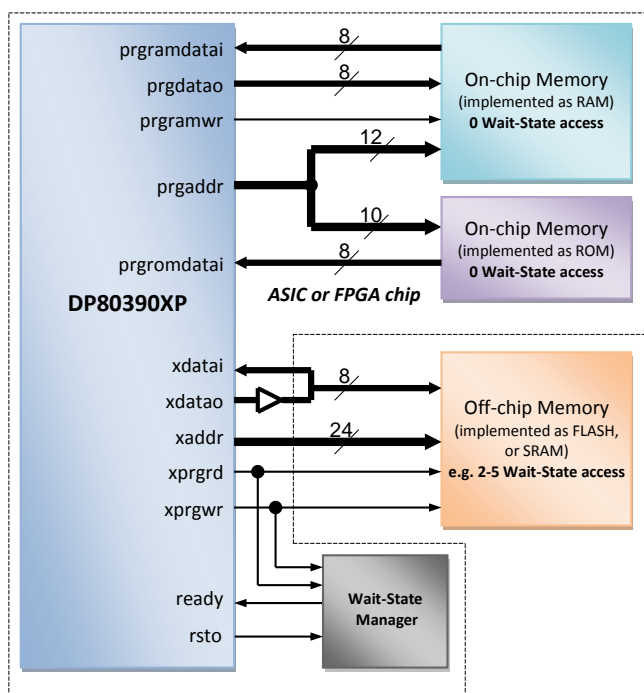 prgramdatai
8
prgdatao
8
prgramwr
On-chip Memory
(implemented as RAM)
0 Wait-State access
12
prgaddr
10
prgromdatai
8
On-chip Memory
(implemented as ROM)
0 Wait-State access
DP80390XP
ASIC or FPGA chip
xdatai
8
xdatao
xaddr
24
xprgrd
xprgwr
Off-chip Memory
(implemented as FLASH,
or SRAM)
e.g. 2-5 Wait-State access
ready
rsto
Wait-State
Manager